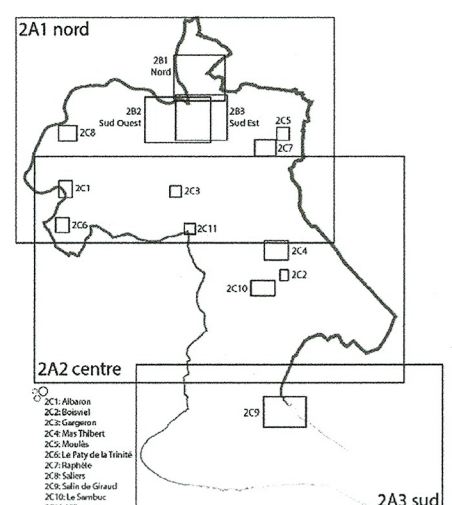 2A1 nord
2B1
Nord
2B2
Sud Ouest
2B3
Sud Est
2C5
2C8
2C7
2C1
2C3
2C6
2C11
2C4
2C2
2C10
2A2 centre
2C9
2C1: Albaron
2C2: Boisviel
2C3: Gargeron
2C4: Mas Thibert
2C5: Moulès
2C6: Le Paty de la Trinité
2C7: Raphèle
2C8: Saliers
2C9: Salin de Giraud
2C10: Le Sambuc
2A3 sud